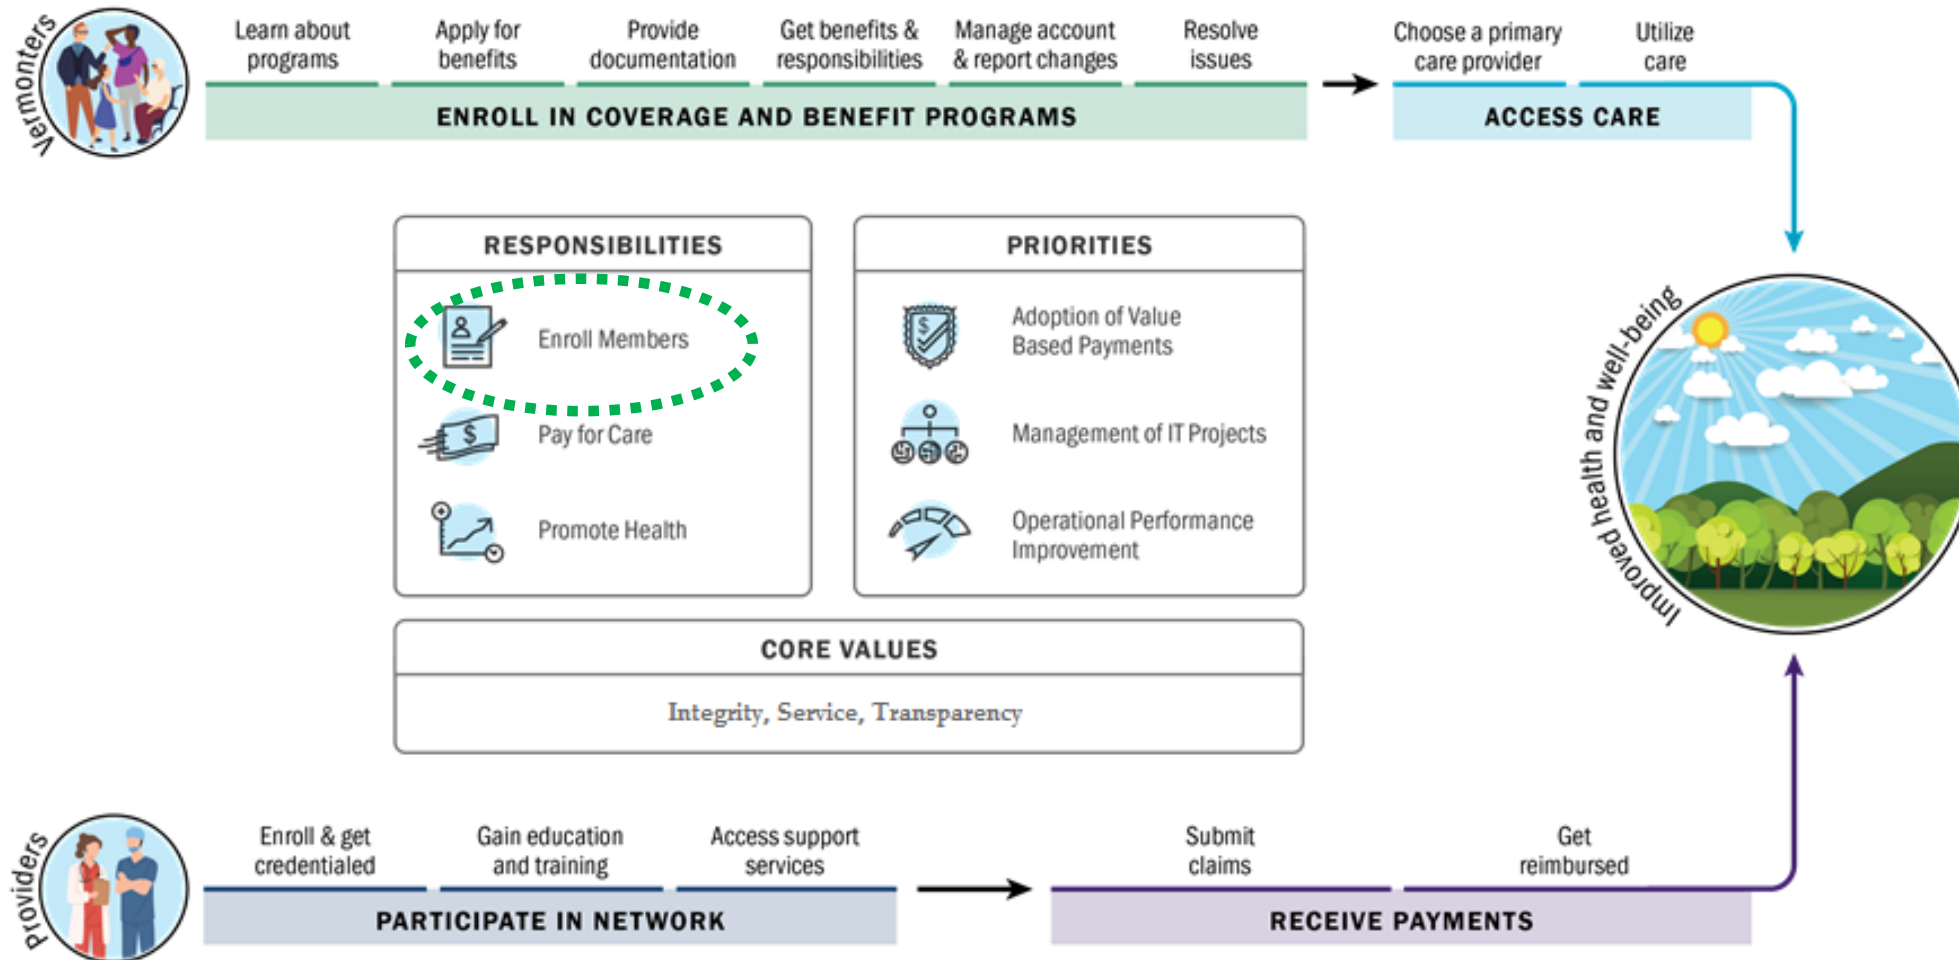 Vermonters
Learn about
programs
Apply for
benefits
Provide
documentation
Get benefits &
responsibilities
Manage account
& report changes
Resolve
issues
ENROLL IN COVERAGE AND BENEFIT PROGRAMS
Choose a primary
care provider
Utilize
care
ACCESS CARE
RESPONSIBILITIES
Enroll Members
$
Pay for Care
Promote Health
PRIORITIES
$
Adoption of Value
Based Payments
Management of IT Projects
Operational Performance
Improvement
CORE VALUES
Integrity, Service, Transparency
Improved health and well-being
Providers
Enroll & get
credentialed
Gain education
and training
Access support
services
PARTICIPATE IN NETWORK
Submit
claims
Get
reimbursed
RECEIVE PAYMENTS